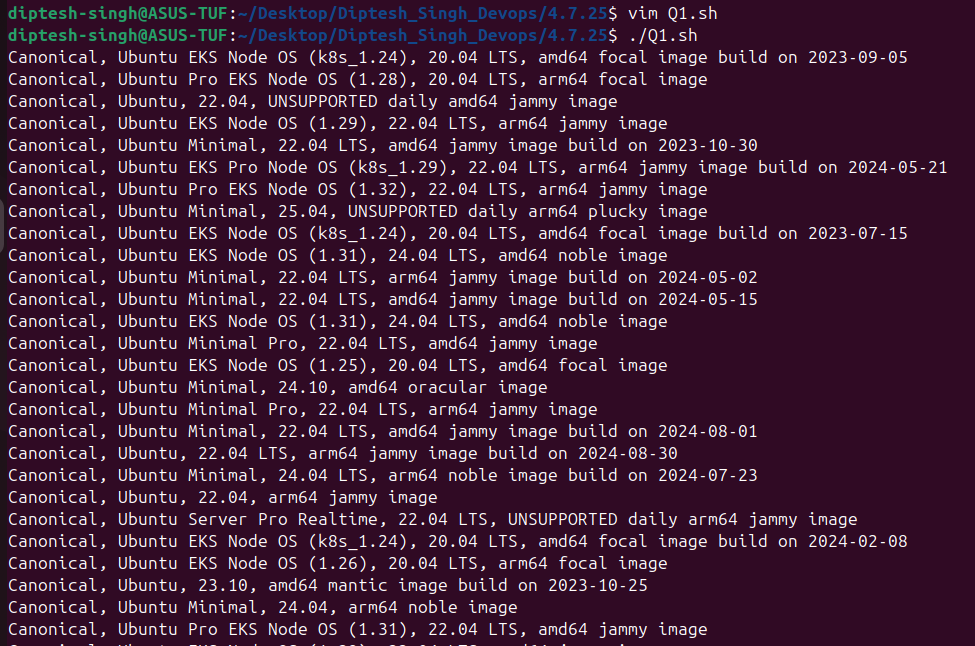 diptesh-singh@ASUS-TUF:~/Desktop/Diptesh_Singh_Devops/4.7.25$ vim Q1.sh
diptesh-singh@ASUS-TUF:~/Desktop/Diptesh_Singh_Devops/4.7.25$ ./Q1.sh
Canonical, Ubuntu EKS Node OS (k8s_1.24), 20.04 LTS, amd64 focal image build on 2023-09-05
Canonical, Ubuntu Pro EKS Node OS (1.28), 20.04 LTS, arm64 focal image
Canonical, Ubuntu, 22.04, UNSUPPORTED daily amd64 jammy image
Canonical, Ubuntu EKS Node OS (1.29), 22.04 LTS, arm64 jammy image
Canonical, Ubuntu Minimal, 22.04 LTS, amd64 jammy image build on 2023-10-30
Canonical, Ubuntu EKS Pro Node OS (k8s_1.29), 22.04 LTS, arm64 jammy image build on 2024-05-21
Canonical, Ubuntu Pro EKS Node OS (1.32), 22.04 LTS, arm64 jammy image
Canonical, Ubuntu Minimal, 25.04, UNSUPPORTED daily arm64 plucky image
Canonical, Ubuntu EKS Node OS (k8s_1.24), 20.04 LTS, amd64 focal image build on 2023-07-15
Canonical, Ubuntu EKS Node OS (1.31), 24.04 LTS, amd64 noble image
Canonical, Ubuntu Minimal, 22.04 LTS, arm64 jammy image build on 2024-05-02
Canonical, Ubuntu Minimal, 22.04 LTS, amd64 jammy image build on 2024-05-15
Canonical, Ubuntu EKS Node OS (1.31), 24.04 LTS, amd64 noble image
Canonical, Ubuntu Minimal Pro, 22.04 LTS, amd64 jammy image
Canonical, Ubuntu EKS Node OS (1.25), 20.04 LTS, amd64 focal image
Canonical, Ubuntu Minimal, 24.10, amd64 oracular image
Canonical, Ubuntu Minimal Pro, 22.04 LTS, arm64 jammy image
Canonical, Ubuntu Minimal, 22.04 LTS, amd64 jammy image build on 2024-08-01
Canonical, Ubuntu, 22.04 LTS, arm64 jammy image build on 2024-08-30
Canonical, Ubuntu Minimal, 24.04 LTS, arm64 noble image build on 2024-07-23
Canonical, Ubuntu, 22.04, arm64 jammy image
Canonical, Ubuntu Server Pro Realtime, 22.04 LTS, UNSUPPORTED daily arm64 jammy image
Canonical, Ubuntu EKS Node OS (k8s_1.24), 20.04 LTS, amd64 focal image build on 2024-02-08
Canonical, Ubuntu EKS Node OS (1.26), 20.04 LTS, arm64 focal image
Canonical, Ubuntu, 23.10, amd64 mantic image build on 2023-10-25
Canonical, Ubuntu Minimal, 24.04, arm64 noble image
Canonical, Ubuntu Pro EKS Node OS (1.31), 22.04 LTS, amd64 jammy image